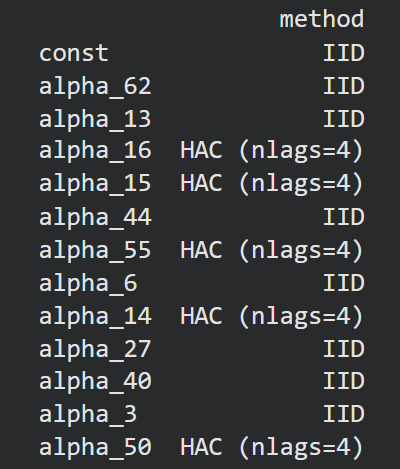 method
const IID
alpha_62 IID
alpha_13 IID
alpha_16 HAC (nlags=4)
alpha_15 HAC (nlags=4)
alpha_44 IID
alpha_55 HAC (nlags=4)
alpha_6 IID
alpha_14 HAC (nlags=4)
alpha_27 IID
alpha_40 IID
alpha_3 IID
alpha_50 HAC (nlags=4)